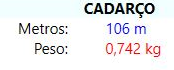 CADARÇO
Metros: 106 m
Peso: 0,742 kg